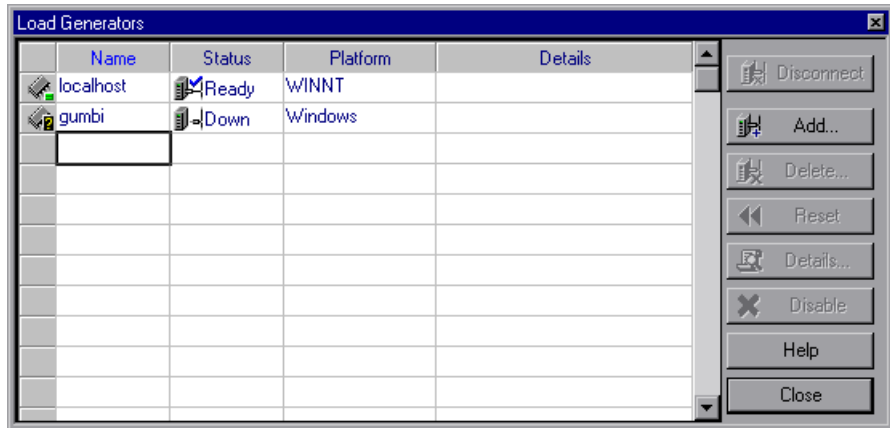 Load Generators
Name Status Platform Details
localhost Ready WINNT
gumbi Down Windows
Disconnect
Add...
Delete...
Reset
Details...
Disable
Help
Close